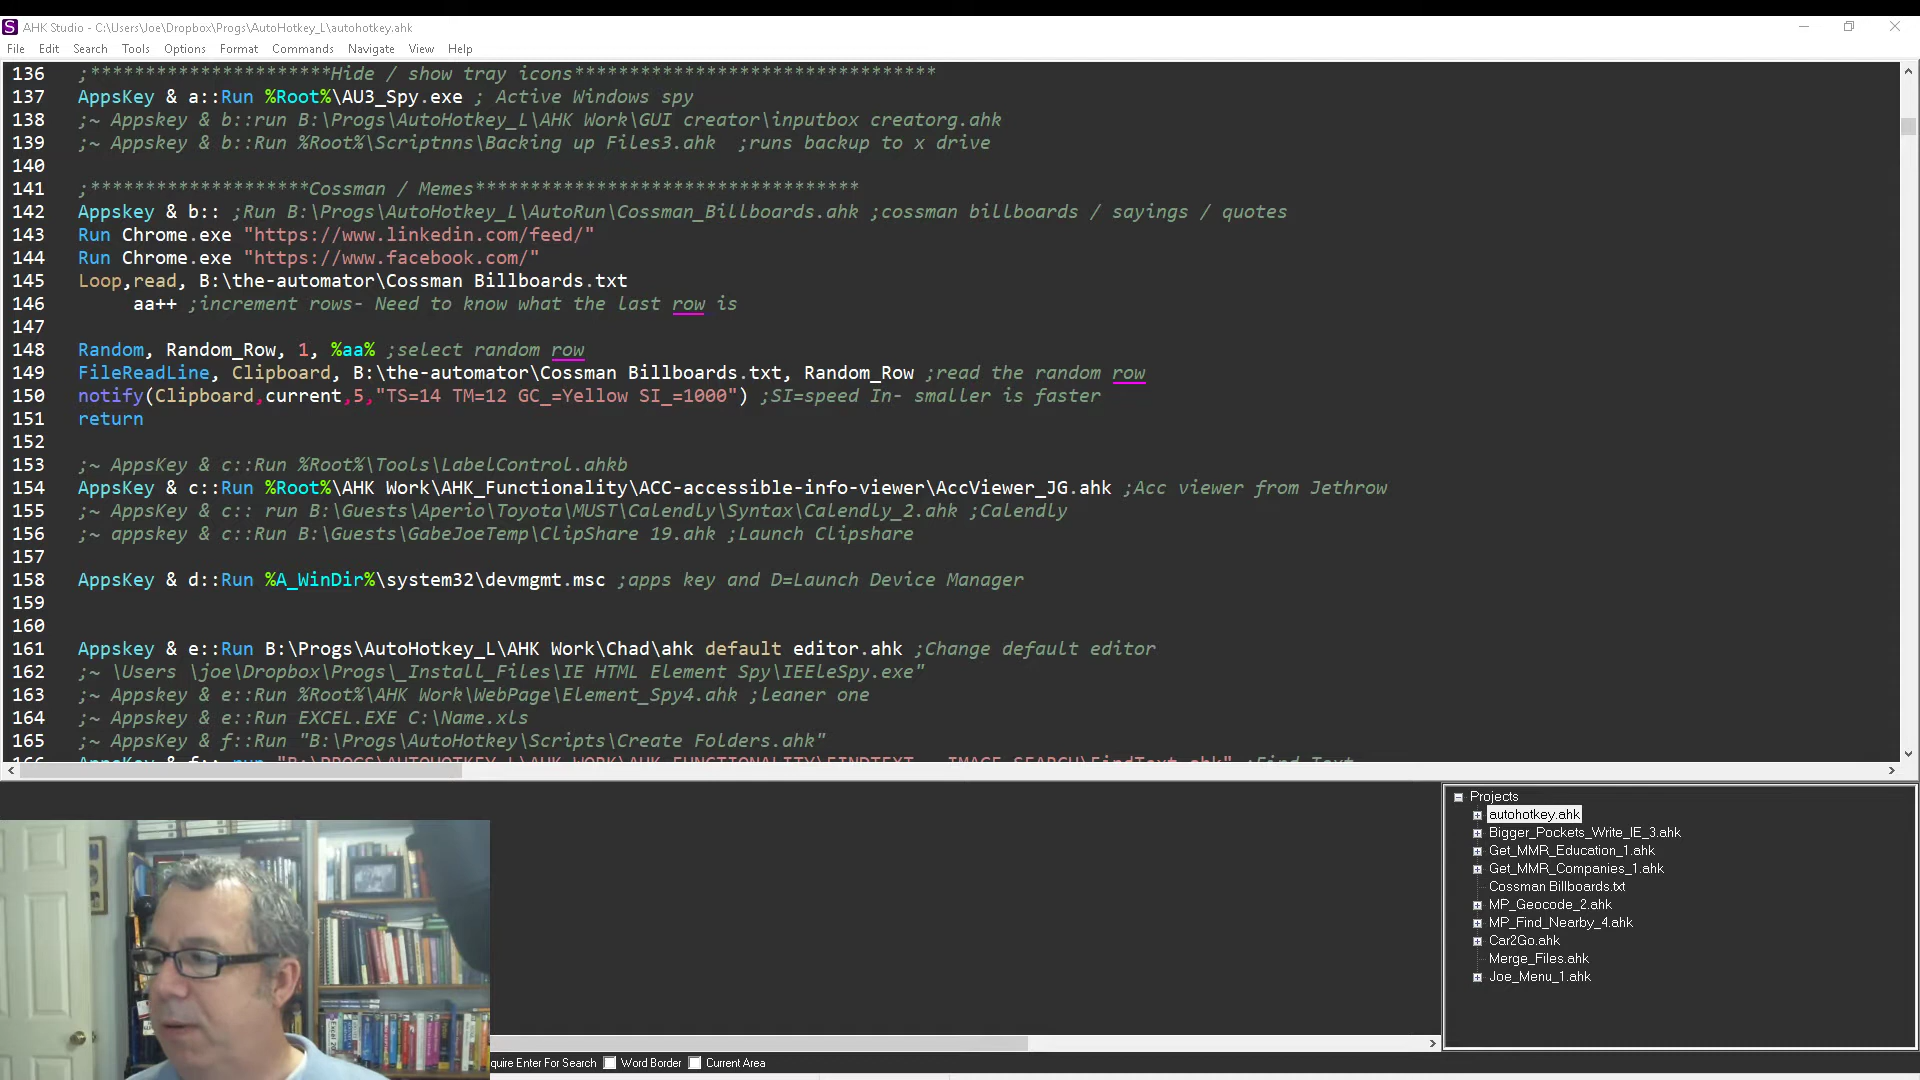 AHK Studio - C:\Users\Joe\Dropbox\Progs\AutoHotkey_L\autohotkey.ahk
File Edit Search Tools Options Format Commands Navigate View Help
136 ;**********************Hide / show tray icons*********************************
137 AppsKey & a::Run %Root%\AU3_Spy.exe ; Active Windows spy
138 ;~ Appskey & b::run B:\Progs\AutoHotkey_L\AHK Work\GUI creator\inputbox creatorg.ahk
139 ;~ Appskey & b::Run %Root%\Scriptnns\Backing up Files3.ahk ;runs backup to x drive
140
141 ;********************Cossman / Memes***********************************
142 Appskey & b:: ;Run B:\Progs\AutoHotkey_L\AutoRun\Cossman_Billboards.ahk ;cossman billboards / sayings / quotes
143 Run Chrome.exe "https://www.linkedin.com/feed/"
144 Run Chrome.exe "https://www.facebook.com/"
145 Loop,read, B:\the-automator\Cossman Billboards.txt
146 aa++ ;increment rows- Need to know what the last row is
147
148 Random, Random_Row, 1, %aa% ;select random row
149 FileReadLine, Clipboard, B:\the-automator\Cossman Billboards.txt, Random_Row ;read the random row
150 notify(Clipboard,current,5,"TS=14 TM=12 GC_=Yellow SI_=1000") ;SI=speed In- smaller is faster
151 return
152
153 ;~ AppsKey & c::Run %Root%\Tools\LabelControl.ahkb
154 AppsKey & c::Run %Root%\AHK Work\AHK_Functionality\ACC-accessible-info-viewer\AccViewer_JG.ahk ;Acc viewer from Jethrow
155 ;~ AppsKey & c:: run B:\Guests\Aperio\Toyota\MUST\Calendly\Syntax\Calendly_2.ahk ;Calendly
156 ;~ appskey & c::Run B:\Guests\GabeJoeTemp\ClipShare 19.ahk ;Launch Clipshare
157
158 AppsKey & d::Run %A_WinDir%\system32\devmgmt.msc ;apps key and D=Launch Device Manager
159
160
161 Appskey & e::Run B:\Progs\AutoHotkey_L\AHK Work\Chad\ahk default editor.ahk ;Change default editor
162 ;~ \Users \joe\Dropbox\Progs\_Install_Files\IE HTML Element Spy\IEEleSpy.exe"
163 ;~ Appskey & e::Run %Root%\AHK Work\WebPage\Element_Spy4.ahk ;leaner one
164 ;~ Appskey & e::Run EXCEL.EXE C:\Name.xls
165 ;~ AppsKey & f::Run "B:\Progs\AutoHotkey\Scripts\Create Folders.ahk"
Projects
autohotkey.ahk
Bigger_Pockets_Write_IE_3.ahk
Get_MMR_Education_1.ahk
Get_MMR_Companies_1.ahk
Cossman Billboards.txt
MP_Geocode_2.ahk
MP_Find_Nearby_4.ahk
Car2Go.ahk
Merge_Files.ahk
Joe_Menu_1.ahk
quire Enter For Search Word Border Current Area